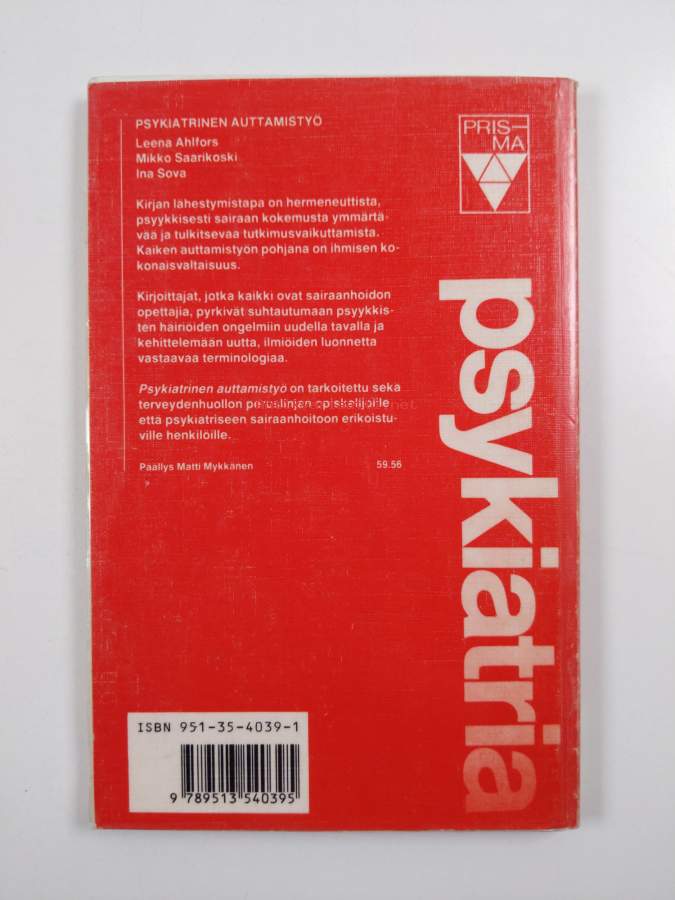 PSYKIATRINEN AUTTAMISTYÖ
Leena Ahlfors
Mikko Saarikoski
Ina Sova
Kirjan lähestymistapa on hermeneuttista,
psyykkisesti sairaan kokemusta ymmärtä-
vää ja tulkitsevaa tutkimusvaikuttamista.
Kaiken auttamistyön pohjana on ihmisen ko-
konaisvaltaisuus.
Kirjoittajat, jotka kaikki ovat sairaanhoidon
opettajia, pyrkivät suhtautumaan psyykkis-
ten häiriöiden ongelmiin uudella tavalla ja
kehittelemään uutta, ilmiöiden luonnetta
vastaavaa terminologiaa.
Psykiatrinen auttamistyö on tarkoitettu sekä
terveydenhuollon peruslinjan opiskelijoille
että psykiatriseen sairaanhoitoon erikoistu-
ville henkilöille.
Päällys Matti Mykkänen 59.56
PRIS-
MA
psykiatria
ISBN 951-35-4039-1
9 789513 540395